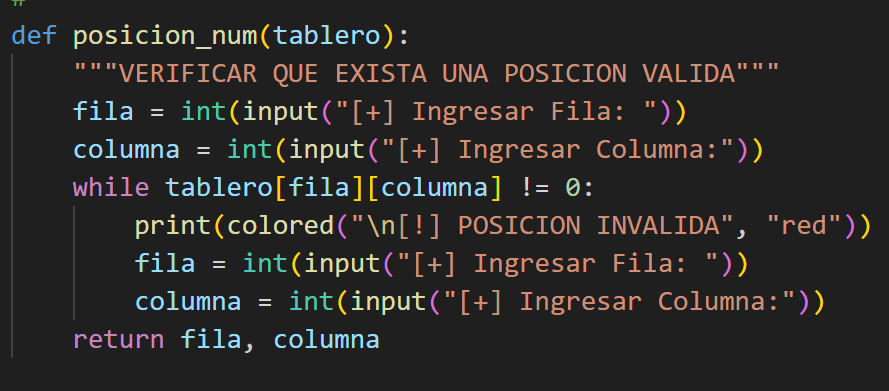 #
def posicion_num(tablero):
    """VERIFICAR QUE EXISTA UNA POSICION VALIDA"""
    fila = int(input("[+] Ingresar Fila: "))
    columna = int(input("[+] Ingresar Columna:"))
    while tablero[fila][columna] != 0:
        print(colored("\n[!] POSICION INVALIDA", "red"))
        fila = int(input("[+] Ingresar Fila: "))
        columna = int(input("[+] Ingresar Columna:"))
    return fila, columna